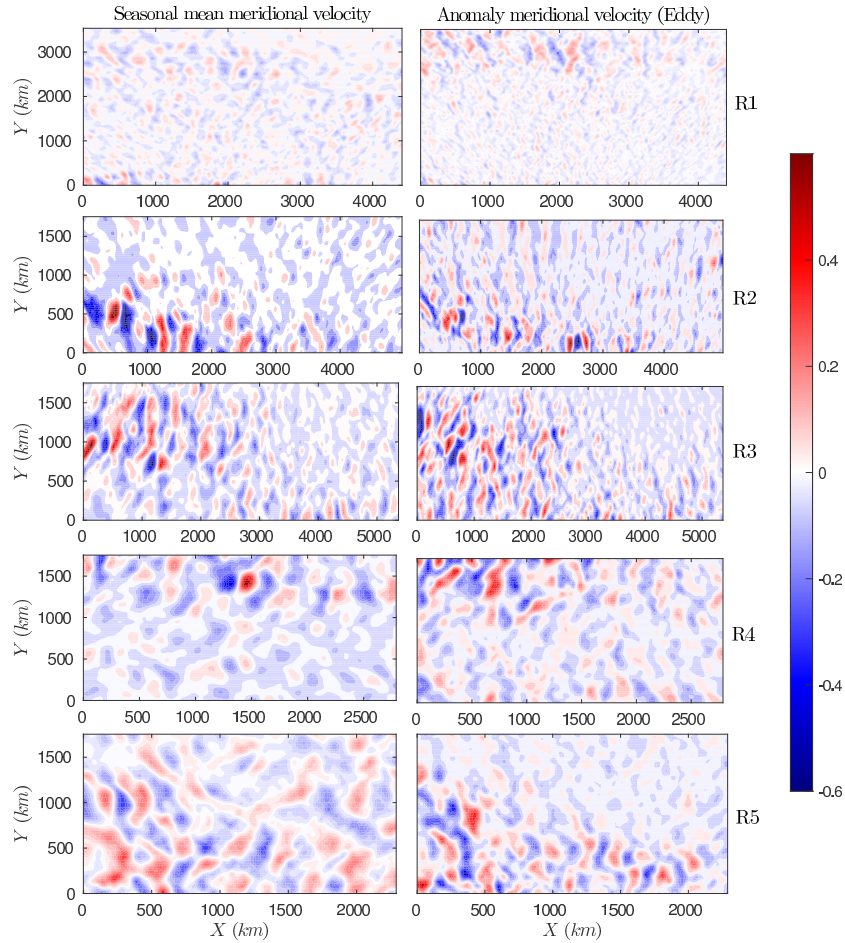 Seasonal mean meridional velocity
Anomaly meridional velocity (Eddy)
3000
2000
1000
0
Y (km)
0 1000 2000 3000 4000
0 1000 2000 3000 4000
R1
1500
1000
500
0
Y (km)
0 1000 2000 3000 4000
0 1000 2000 3000 4000
R2
1500
1000
500
0
Y (km)
0 1000 2000 3000 4000 5000
0 1000 2000 3000 4000 5000
R3
1500
1000
500
0
Y (km)
0 500 1000 1500 2000 2500
0 500 1000 1500 2000 2500
R4
1500
1000
500
0
Y (km)
0 500 1000 1500 2000
X (km)
0 500 1000 1500 2000
X (km)
R5
0.4
0.2
0
-0.2
-0.4
-0.6